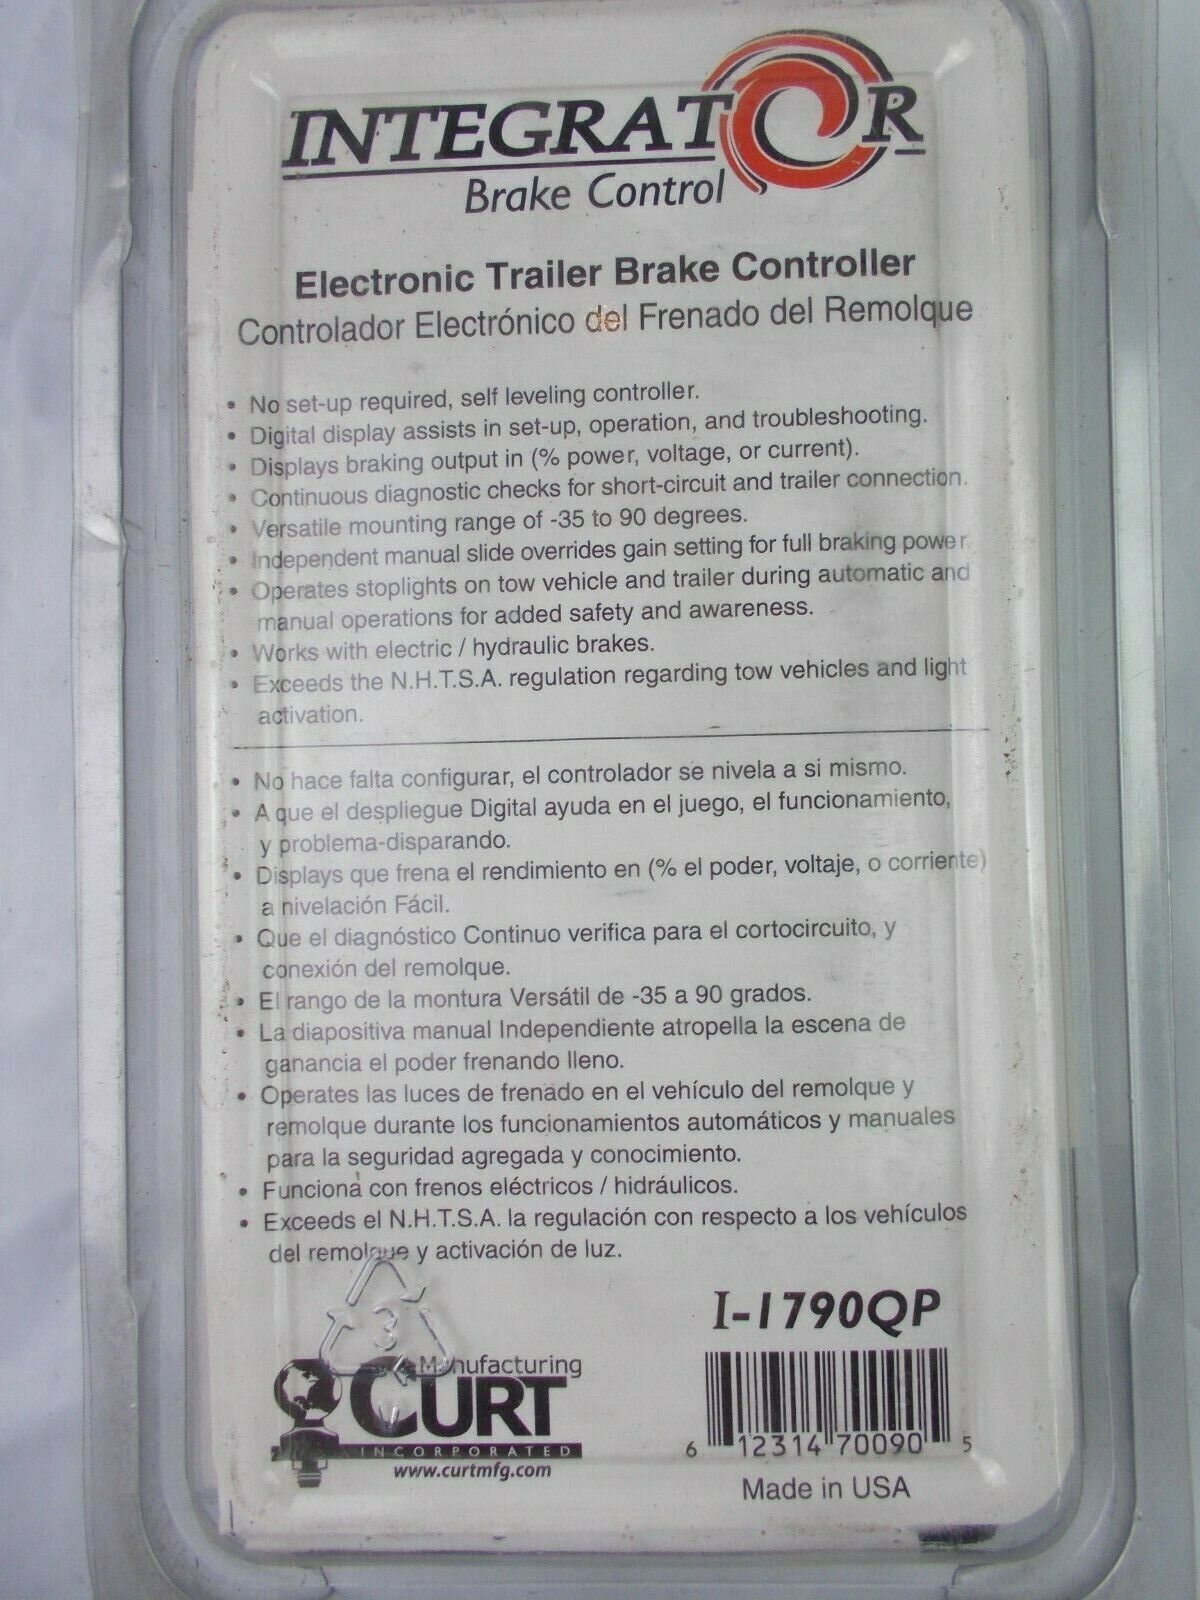 INTEGRATOR
Brake Control
Electronic Trailer Brake Controller
Controlador Electrónico del Frenado del Remolque
• No set-up required, self leveling controller.
• Digital display assists in set-up, operation, and troubleshooting.
• Displays braking output in (% power, voltage, or current).
• Continuous diagnostic checks for short-circuit and trailer connection.
• Versatile mounting range of -35 to 90 degrees.
• Independent manual slide overrides gain setting for full braking power.
• Operates stoplights on tow vehicle and trailer during automatic and
manual operations for added safety and awareness.
• Works with electric / hydraulic brakes.
• Exceeds the N.H.T.S.A. regulation regarding tow vehicles and light
activation.
• No hace falta configurar, el controlador se nivela a si mismo.
• A que el despliegue Digital ayuda en el juego, el funcionamiento,
y problema-disparando.
• Displays que frena el rendimiento en (% el poder, voltaje, o corriente)
a nivelación Fácil.
• Que el diagnóstico Continuo verifica para el cortocircuito, y
conexión del remolque.
• El rango de la montura Versátil de -35 a 90 grados.
• La diapositiva manual Independiente atropella la escena de
ganancia el poder frenando lleno.
• Operates las luces de frenado en el vehículo del remolque y
remolque durante los funcionamientos automáticos y manuales
para la seguridad agregada y conocimiento.
• Funciona con frenos eléctricos / hidráulicos.
• Exceeds el N.H.T.S.A. la regulación con respecto a los vehículos
del remolque y activación de luz.
3
I-1790QP
Manufacturing
CURT
INCORPORATED
www.curtmfg.com
6 12314 70090 5
Made in USA